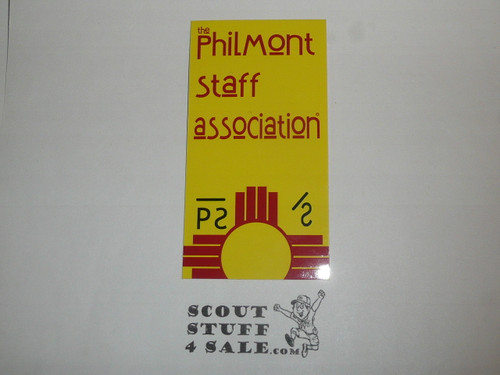 the
Philmont
Staff
association®
PS /S
SCOUT
STUFF
4 SALE.COM